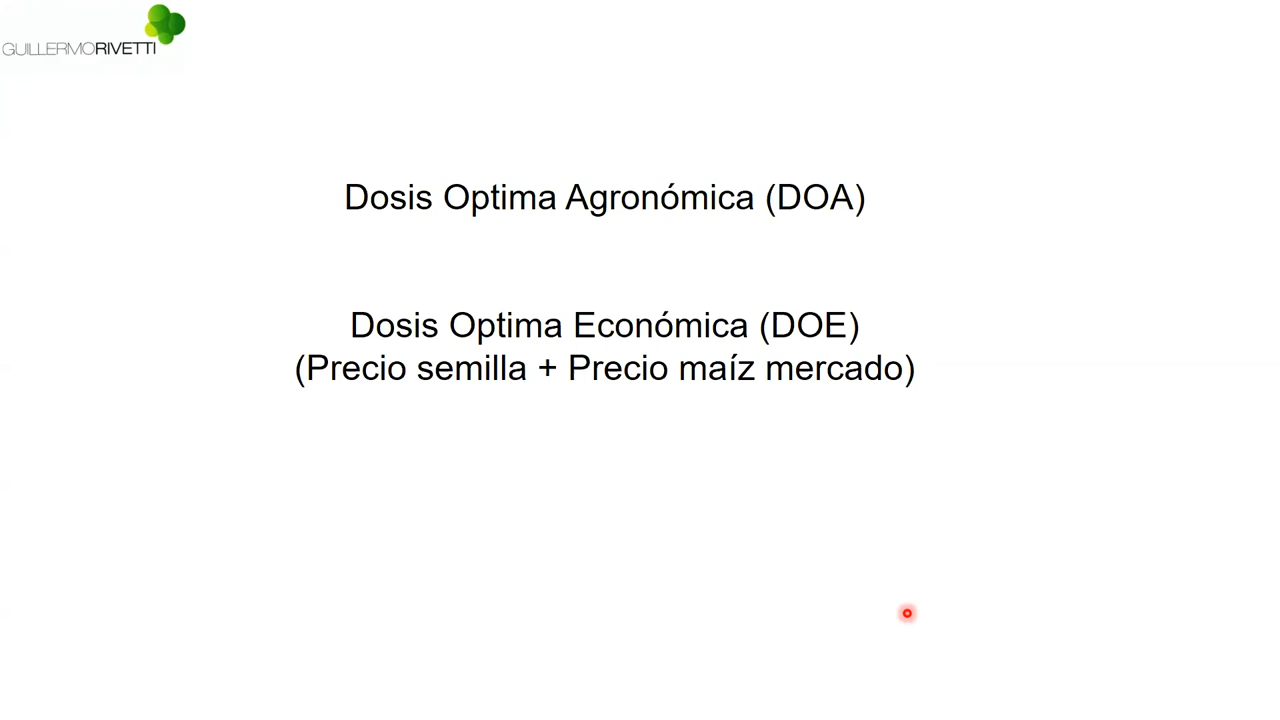 GUILLERMORIVETTI
Dosis Optima Agronómica (DOA)
Dosis Optima Económica (DOE)
(Precio semilla + Precio maíz mercado)